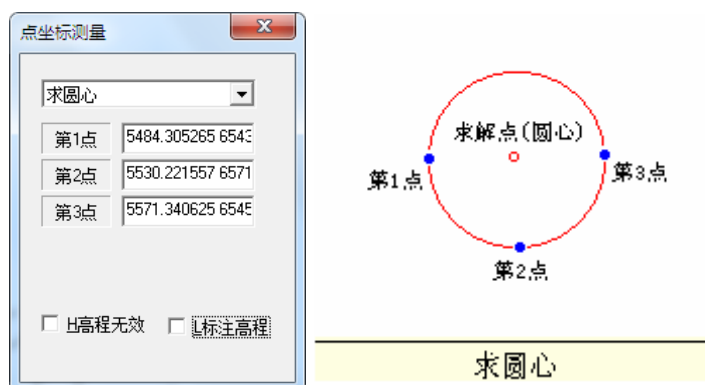 点坐标测量
求圆心
第1点 5484.305265 6543
第2点 5530.221557 6571
第3点 5571.340625 6545
H高程无效 L标注高程
求解点(圆心)
第1点
第3点
第2点
求圆心